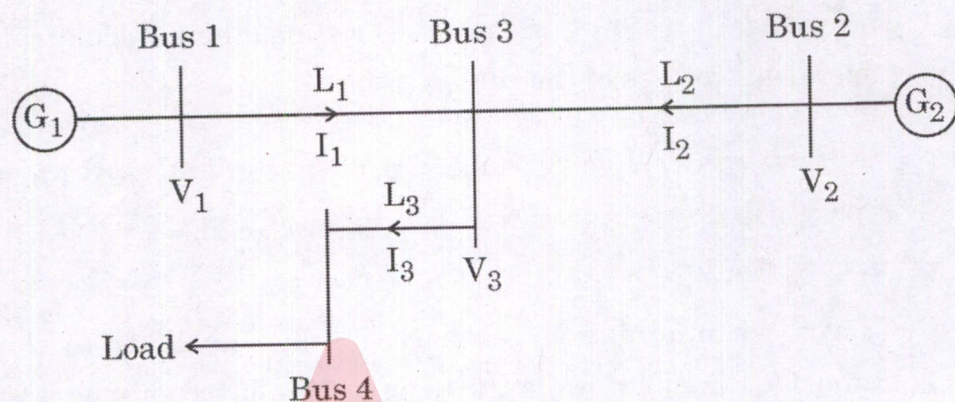 Bus 1
Bus 3
Bus 2
G₁
L₁
L₂
G₂
I₁
I₂
V₁
V₂
L₃
I₃
V₃
Load
Bus 4